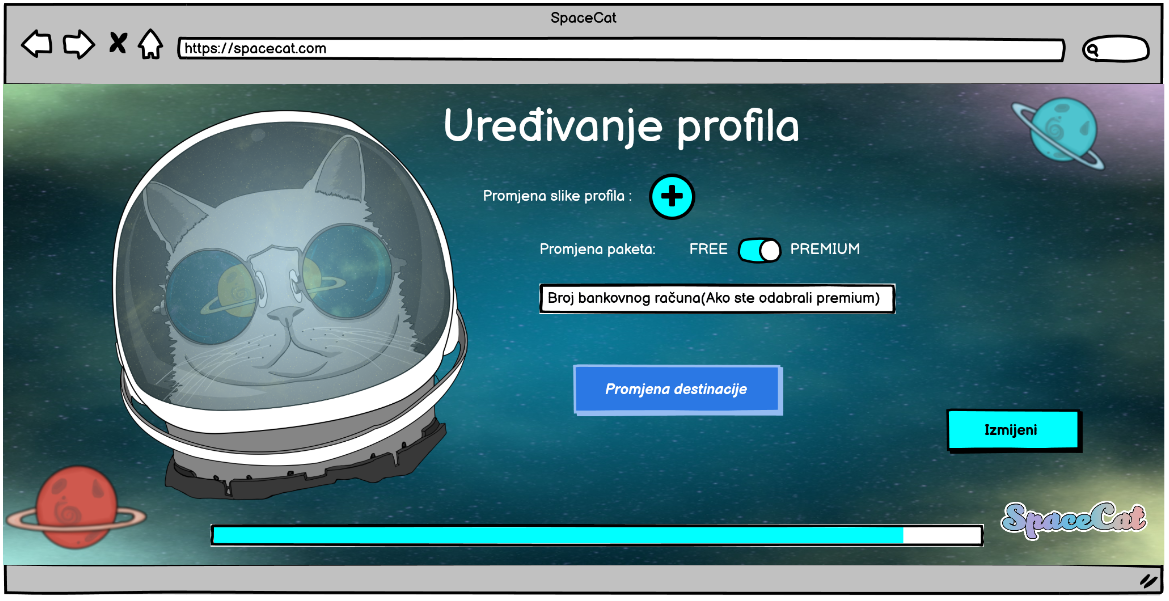 SpaceCat
https://spacecat.com
Uređivanje profila
Promjena slike profila :
Promjena paketa: FREE PREMIUM
Broj bankovnog računa(Ako ste odabrali premium)
Promjena destinacije
Izmijeni
SpaceCat